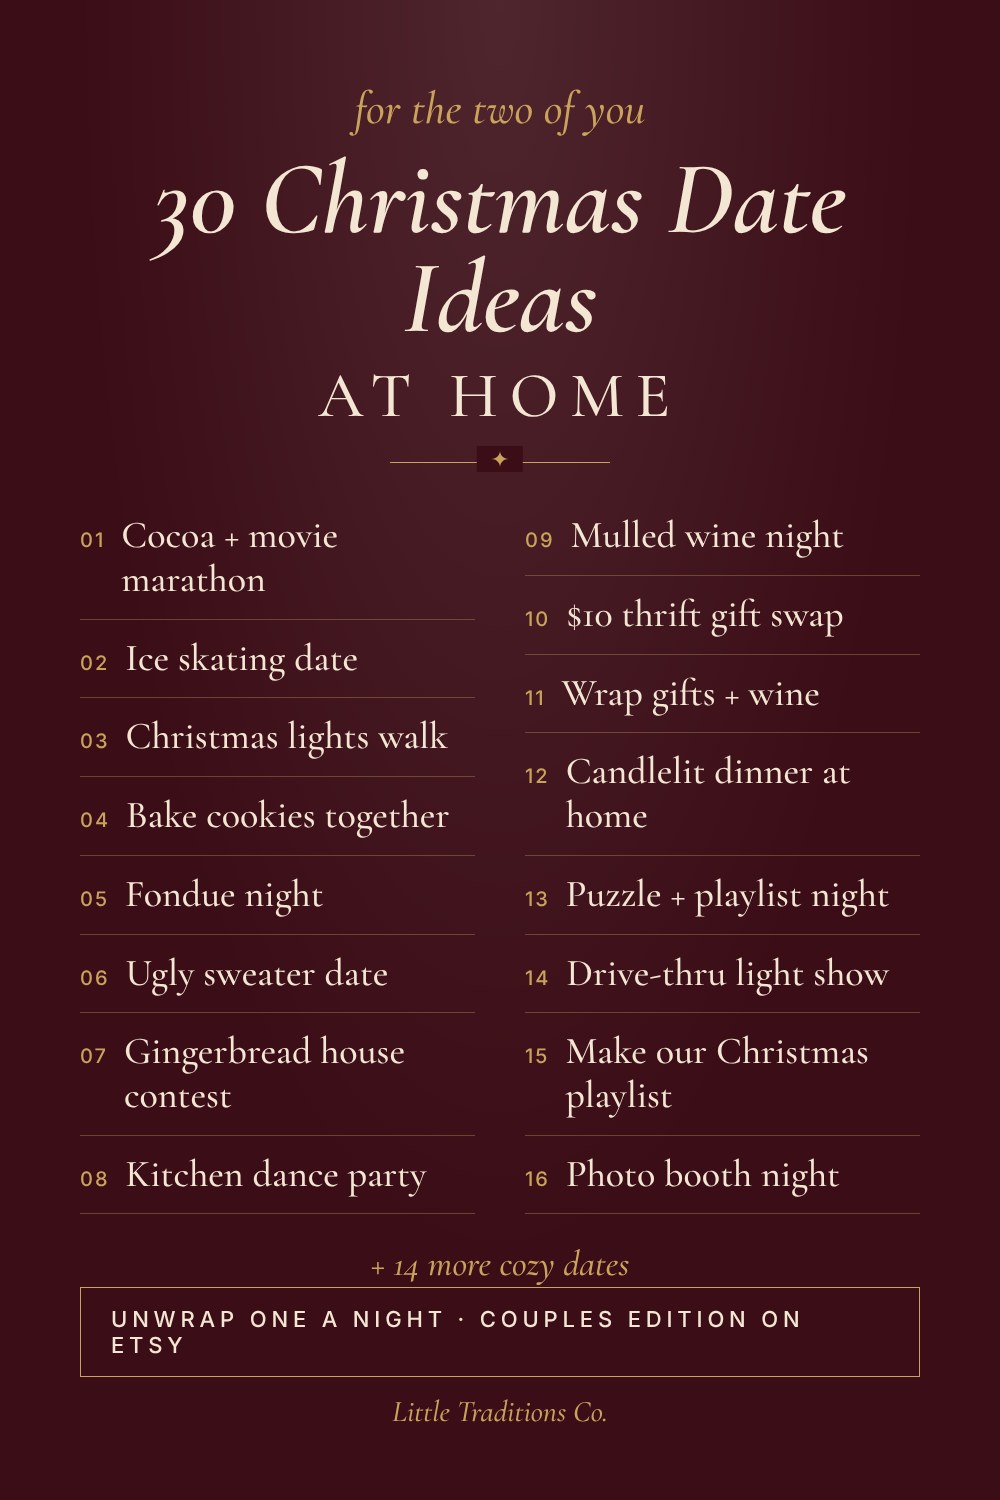 for the two of you
30 Christmas Date
Ideas
AT HOME
01 Cocoa + movie
marathon
02 Ice skating date
03 Christmas lights walk
04 Bake cookies together
05 Fondue night
06 Ugly sweater date
07 Gingerbread house
contest
08 Kitchen dance party
09 Mulled wine night
10 $10 thrift gift swap
11 Wrap gifts + wine
12 Candlelit dinner at
home
13 Puzzle + playlist night
14 Drive-thru light show
15 Make our Christmas
playlist
16 Photo booth night
+ 14 more cozy dates
UNWRAP ONE A NIGHT · COUPLES EDITION ON
ETSY
Little Traditions Co.